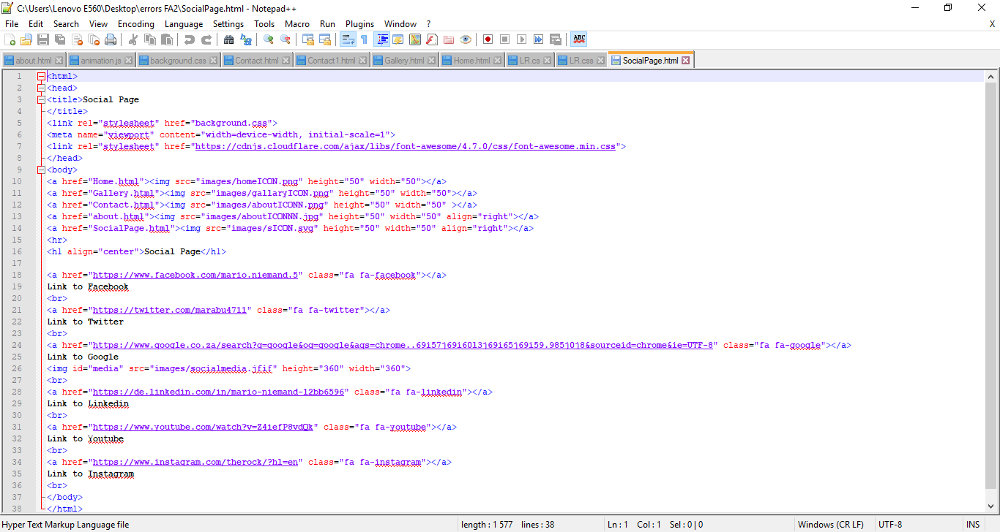 C:\Users\Lenovo E560\Desktop\errors FA2\SocialPage.html - Notepad++
File Edit Search View Encoding Language Settings Tools Macro Run Plugins Window ? X
ABC
about.html animation.js background.css Contact.html Contact1.html Gallery.html Home.html LR.cs LR.css SocialPage.html
1 <html>
2 <head>
3 <title>Social Page
4 </title>
5 <link rel="stylesheet" href="background.css">
6 <meta name="viewport" content="width=device-width, initial-scale=1">
7 <link rel="stylesheet" href="https://cdnjs.cloudflare.com/ajax/libs/font-awesome/4.7.0/css/font-awesome.min.css">
8 </head>
9 <body>
10 <a href="Home.html"><img src="images/homeICON.png" height="50" width="50"></a>
11 <a href="Gallery.html"><img src="images/gallaryICON.png" height="50" width="50"></a>
12 <a href="Contact.html"><img src="images/aboutICONN.png" height="50" width="50" ></a>
13 <a href="about.html"><img src="images/aboutICONNN.jpg" height="50" width="50" align="right"></a>
14 <a href="SocialPage.html"><img src="images/sICON.svg" height="50" width="50" align="right"></a>
15 <hr>
16 <h1 align="center">Social Page</h1>
17
18 <a href="https://www.facebook.com/mario.niemand.5" class="fa fa-facebook"></a>
19 Link to Facebook
20 <br>
21 <a href="https://twitter.com/marabu4711" class="fa fa-twitter"></a>
22 Link to Twitter
23 <br>
24 <a href="https://www.google.co.za/search?q=google&oq=google&aqs=chrome..69i57j69i60l3j69i65j69i59.985j0j8&sourceid=chrome&ie=UTF-8" class="fa fa-google"></a>
25 Link to Google
26 <img id="media" src="images/socialmedia.jfif" height="360" width="360">
27 <br>
28 <a href="https://de.linkedin.com/in/mario-niemand-12bb6596" class="fa fa-linkedin"></a>
29 Link to Linkedin
30 <br>
31 <a href="https://www.youtube.com/watch?v=Z4iefP8vdQk" class="fa fa-youtube"></a>
32 Link to Youtube
33 <br>
34 <a href="https://www.instagram.com/therock/?hl=en" class="fa fa-instagram"></a>
35 Link to Instagram
36 <br>
37 </body>
38 </html>
Hyper Text Markup Language file length : 1 577 lines : 38 Ln : 1 Col : 1 Sel : 0 | 0 Windows (CR LF) UTF-8 INS